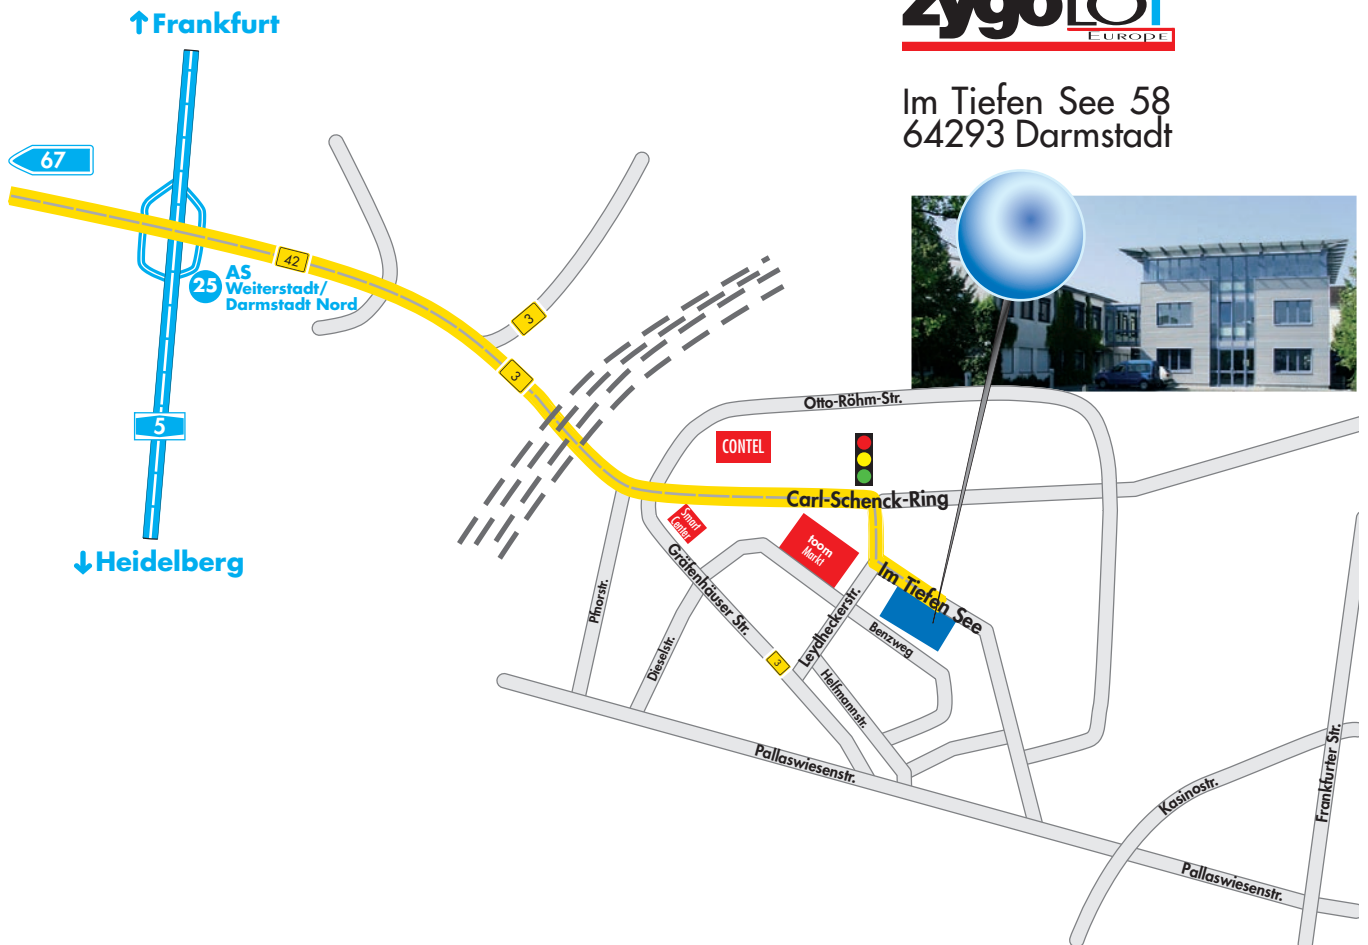 ↑Frankfurt
zygoLOT
EUROPE
Im Tiefen See 58
64293 Darmstadt
67
42
25
AS
Weiterstadt/
Darmstadt Nord
3
3
5
↓Heidelberg
Otto-Röhm-Str.
CONTEL
Carl-Schenck-Ring
Smart
Center
toom
Markt
Im Tiefen See
Gräfenhäuser Str.
Pfnorstr.
Dieselstr.
Leydheckerstr.
Benzweg
3
Helfmannstr.
Pallaswiesenstr.
Kasinostr.
Frankfurter Str.
Pallaswiesenstr.